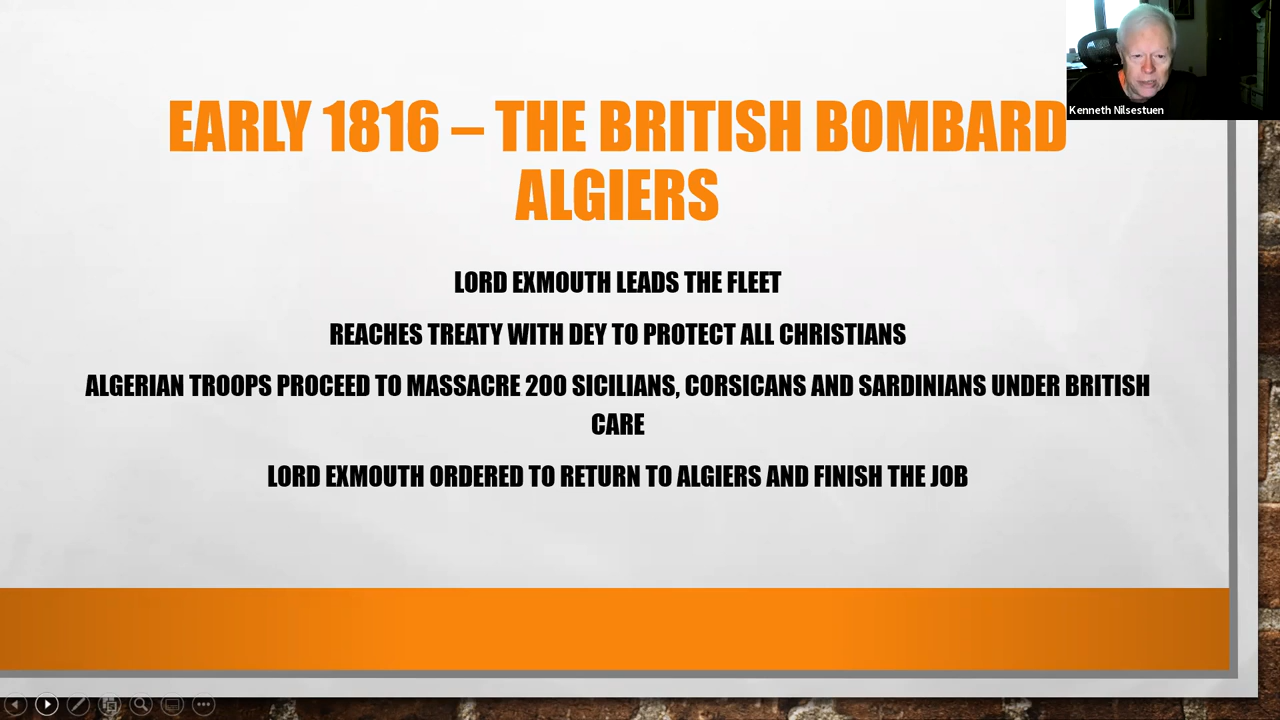 EARLY 1816 – THE BRITISH BOMBARD
ALGIERS
Kenneth Nilsestuen
LORD EXMOUTH LEADS THE FLEET
REACHES TREATY WITH DEY TO PROTECT ALL CHRISTIANS
ALGERIAN TROOPS PROCEED TO MASSACRE 200 SICILIANS, CORSICANS AND SARDINIANS UNDER BRITISH
CARE
LORD EXMOUTH ORDERED TO RETURN TO ALGIERS AND FINISH THE JOB